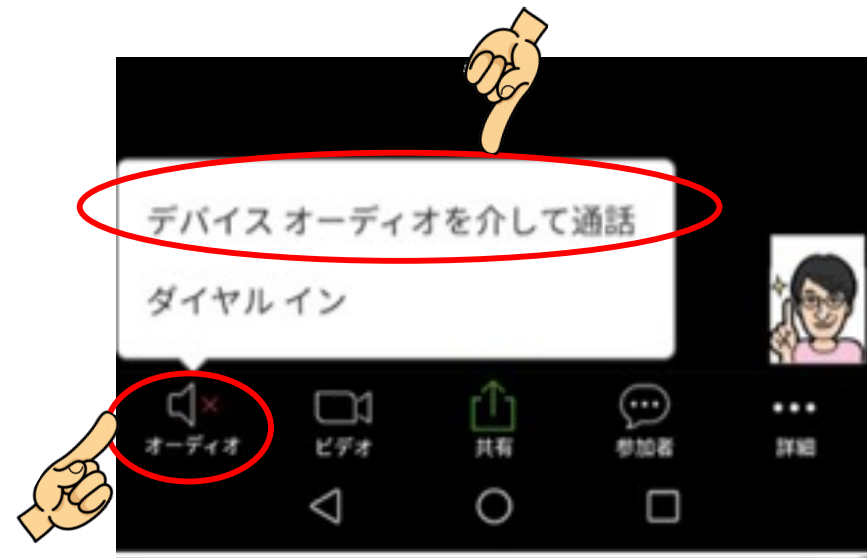 デバイス オーディオを介して通話
ダイヤル イン
オーディオ
ビデオ
共有
参加者
詳細